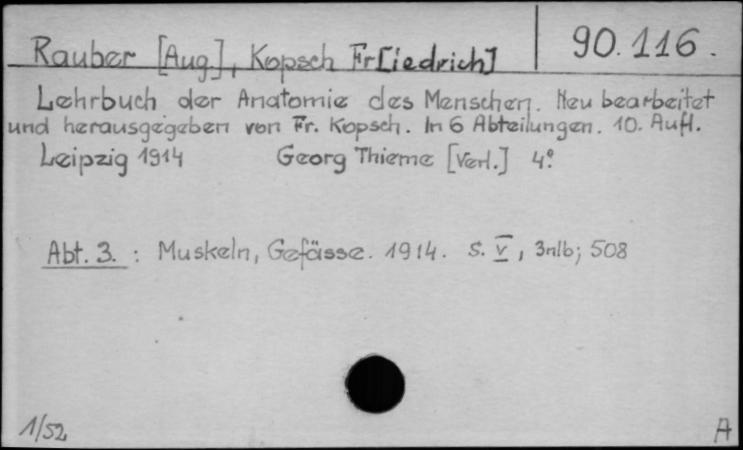 90.116.
Rauber [Aug], Kopsch Fr[iedrich]
Lehrbuch der Anatomie des Menschen. Neu bearbeitet
und herausgegeben von Fr. Kopsch. In 6 Abteilungen. 10. Aufl.
Leipzig 1914 Georg Thieme [Verl.] 4°
Abt. 3. : Muskeln, Gefässe. 1914. S. V, 3nlb; 508
1/52
A